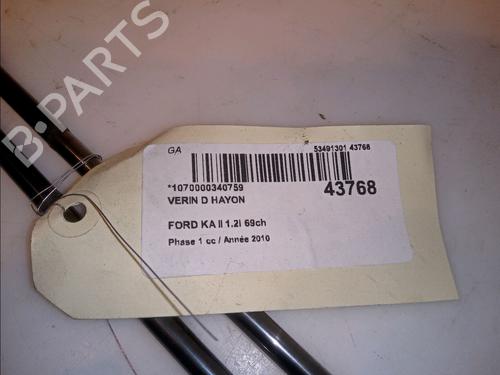 GA
53491301 43768
*1070000340759
43768
VERIN D HAYON
FORD KA II 1.2i 69ch
Phase 1 cc / Année 2010
B-PARTS